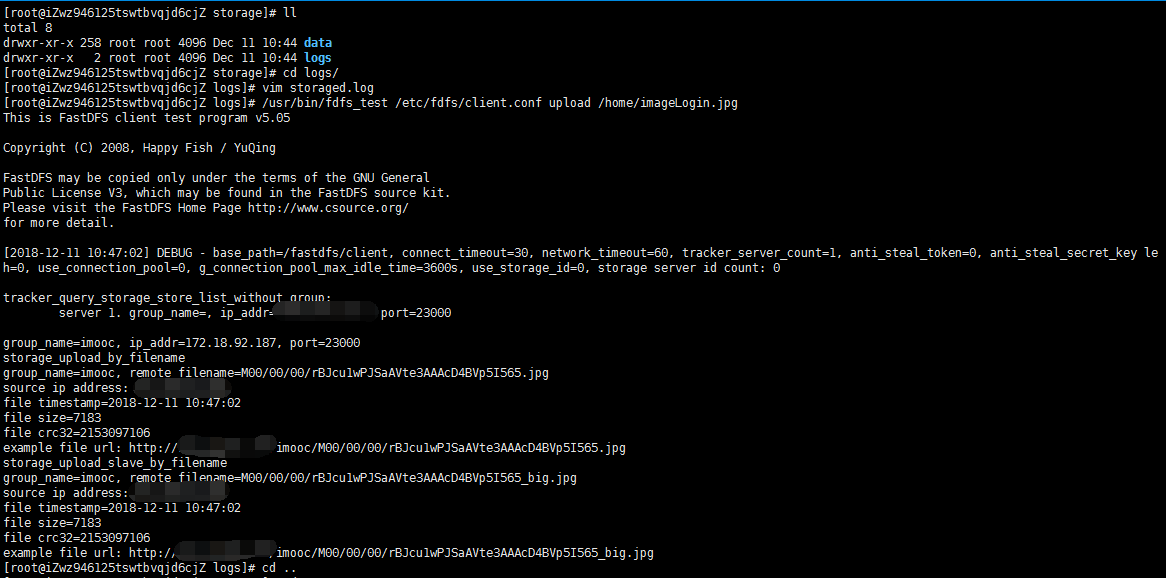 [root@iZwz946125tswtbvqjd6cjZ storage]# ll
total 8
drwxr-xr-x 258 root root 4096 Dec 11 10:44 data
drwxr-xr-x   2 root root 4096 Dec 11 10:44 logs
[root@iZwz946125tswtbvqjd6cjZ storage]# cd logs/
[root@iZwz946125tswtbvqjd6cjZ logs]# vim storaged.log
[root@iZwz946125tswtbvqjd6cjZ logs]# /usr/bin/fdfs_test /etc/fdfs/client.conf upload /home/imageLogin.jpg
This is FastDFS client test program v5.05
Copyright (C) 2008, Happy Fish / YuQing
FastDFS may be copied only under the terms of the GNU General
Public License V3, which may be found in the FastDFS source kit.
Please visit the FastDFS Home Page http://www.csource.org/
for more detail.
[2018-12-11 10:47:02] DEBUG - base_path=/fastdfs/client, connect_timeout=30, network_timeout=60, tracker_server_count=1, anti_steal_token=0, anti_steal_secret_key le
h=0, use_connection_pool=0, g_connection_pool_max_idle_time=3600s, use_storage_id=0, storage server id count: 0
tracker_query_storage_store_list_without_group:
        server 1. group_name=, ip_addr= port=23000
group_name=imooc, ip_addr=172.18.92.187, port=23000
storage_upload_by_filename
group_name=imooc, remote_filename=M00/00/00/rBJcu1wPJSaAVte3AAAcD4BVp5I565.jpg
source ip address:
file timestamp=2018-12-11 10:47:02
file size=7183
file crc32=2153097106
example file url: http:// imooc/M00/00/00/rBJcu1wPJSaAVte3AAAcD4BVp5I565.jpg
storage_upload_slave_by_filename
group_name=imooc, remote_filename=M00/00/00/rBJcu1wPJSaAVte3AAAcD4BVp5I565_big.jpg
source ip address:
file timestamp=2018-12-11 10:47:02
file size=7183
file crc32=2153097106
example file url: http:// /imooc/M00/00/00/rBJcu1wPJSaAVte3AAAcD4BVp5I565_big.jpg
[root@iZwz946125tswtbvqjd6cjZ logs]# cd ..